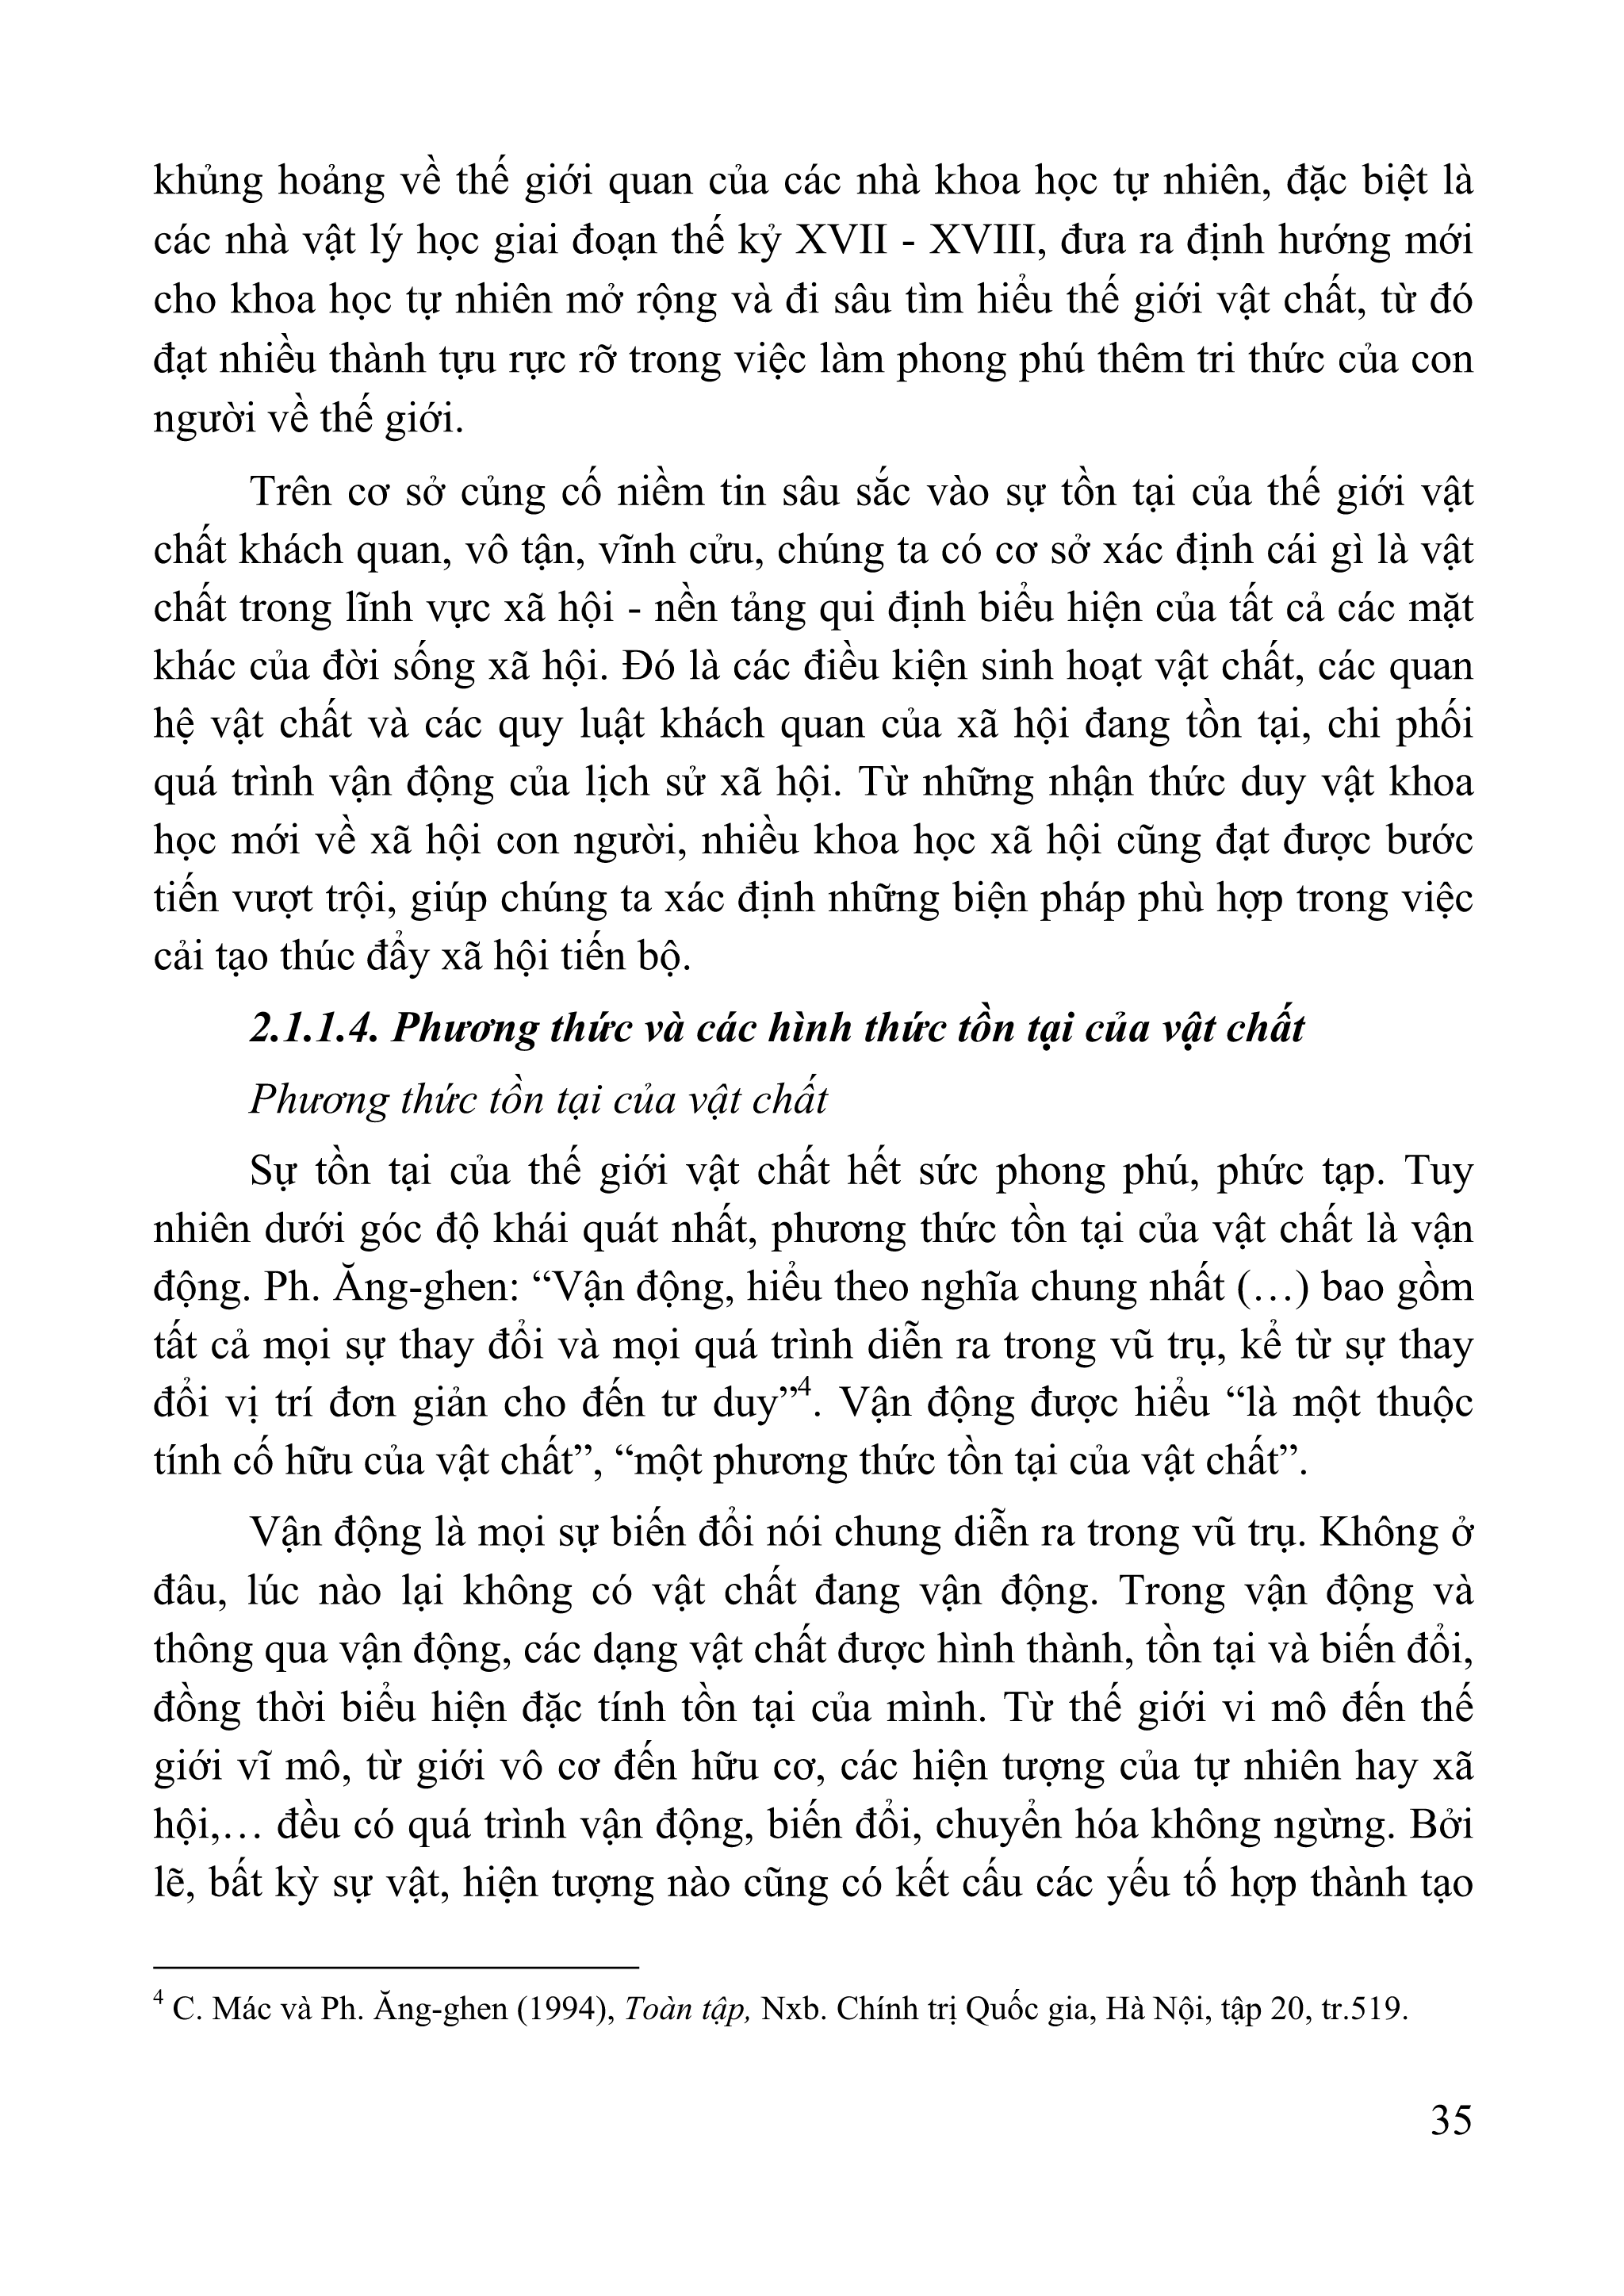 khủng hoảng về thế giới quan của các nhà khoa học tự nhiên, đặc biệt là
các nhà vật lý học giai đoạn thế kỷ XVII - XVIII, đưa ra định hướng mới
cho khoa học tự nhiên mở rộng và đi sâu tìm hiểu thế giới vật chất, từ đó
đạt nhiều thành tựu rực rỡ trong việc làm phong phú thêm tri thức của con
người về thế giới.
Trên cơ sở củng cố niềm tin sâu sắc vào sự tồn tại của thế giới vật
chất khách quan, vô tận, vĩnh cửu, chúng ta có cơ sở xác định cái gì là vật
chất trong lĩnh vực xã hội - nền tảng qui định biểu hiện của tất cả các mặt
khác của đời sống xã hội. Đó là các điều kiện sinh hoạt vật chất, các quan
hệ vật chất và các quy luật khách quan của xã hội đang tồn tại, chi phối
quá trình vận động của lịch sử xã hội. Từ những nhận thức duy vật khoa
học mới về xã hội con người, nhiều khoa học xã hội cũng đạt được bước
tiến vượt trội, giúp chúng ta xác định những biện pháp phù hợp trong việc
cải tạo thúc đẩy xã hội tiến bộ.
2.1.1.4. Phương thức và các hình thức tồn tại của vật chất
Phương thức tồn tại của vật chất
Sự tồn tại của thế giới vật chất hết sức phong phú, phức tạp. Tuy
nhiên dưới góc độ khái quát nhất, phương thức tồn tại của vật chất là vận
động. Ph. Ăng-ghen: “Vận động, hiểu theo nghĩa chung nhất (…) bao gồm
tất cả mọi sự thay đổi và mọi quá trình diễn ra trong vũ trụ, kể từ sự thay
đổi vị trí đơn giản cho đến tư duy”4. Vận động được hiểu “là một thuộc
tính cố hữu của vật chất”, “một phương thức tồn tại của vật chất”.
Vận động là mọi sự biến đổi nói chung diễn ra trong vũ trụ. Không ở
đâu, lúc nào lại không có vật chất đang vận động. Trong vận động và
thông qua vận động, các dạng vật chất được hình thành, tồn tại và biến đổi,
đồng thời biểu hiện đặc tính tồn tại của mình. Từ thế giới vi mô đến thế
giới vĩ mô, từ giới vô cơ đến hữu cơ, các hiện tượng của tự nhiên hay xã
hội,… đều có quá trình vận động, biến đổi, chuyển hóa không ngừng. Bởi
lẽ, bất kỳ sự vật, hiện tượng nào cũng có kết cấu các yếu tố hợp thành tạo
4 C. Mác và Ph. Ăng-ghen (1994), Toàn tập, Nxb. Chính trị Quốc gia, Hà Nội, tập 20, tr.519.
35